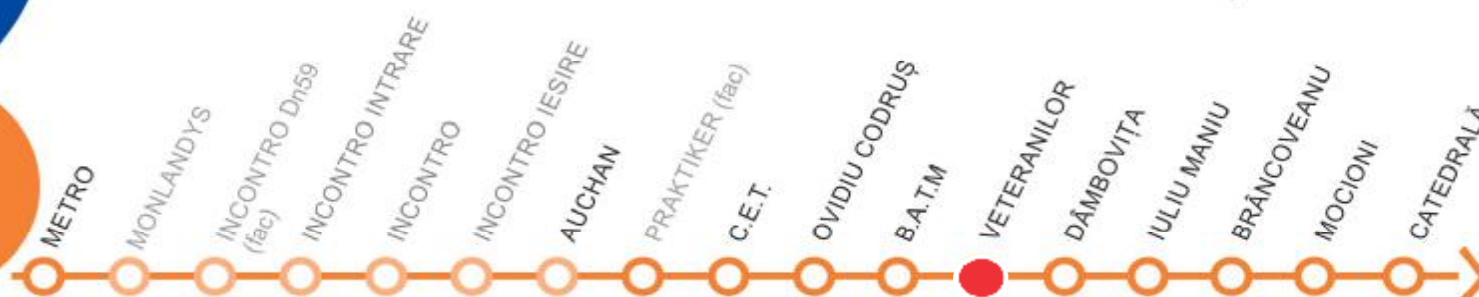 METRO
MONLANDYS
INCONTRO Dn59
(fac)
INCONTRO INTRARE
INCONTRO
INCONTRO IESIRE
AUCHAN
PRAKTIKER (fac)
C.E.T.
OVIDIU CODRUȘ
B.A.T.M
VETERANILOR
DÂMBOVIȚA
IULIU MANIU
BRÂNCOVEANU
MOCIONI
CATEDRALĂ